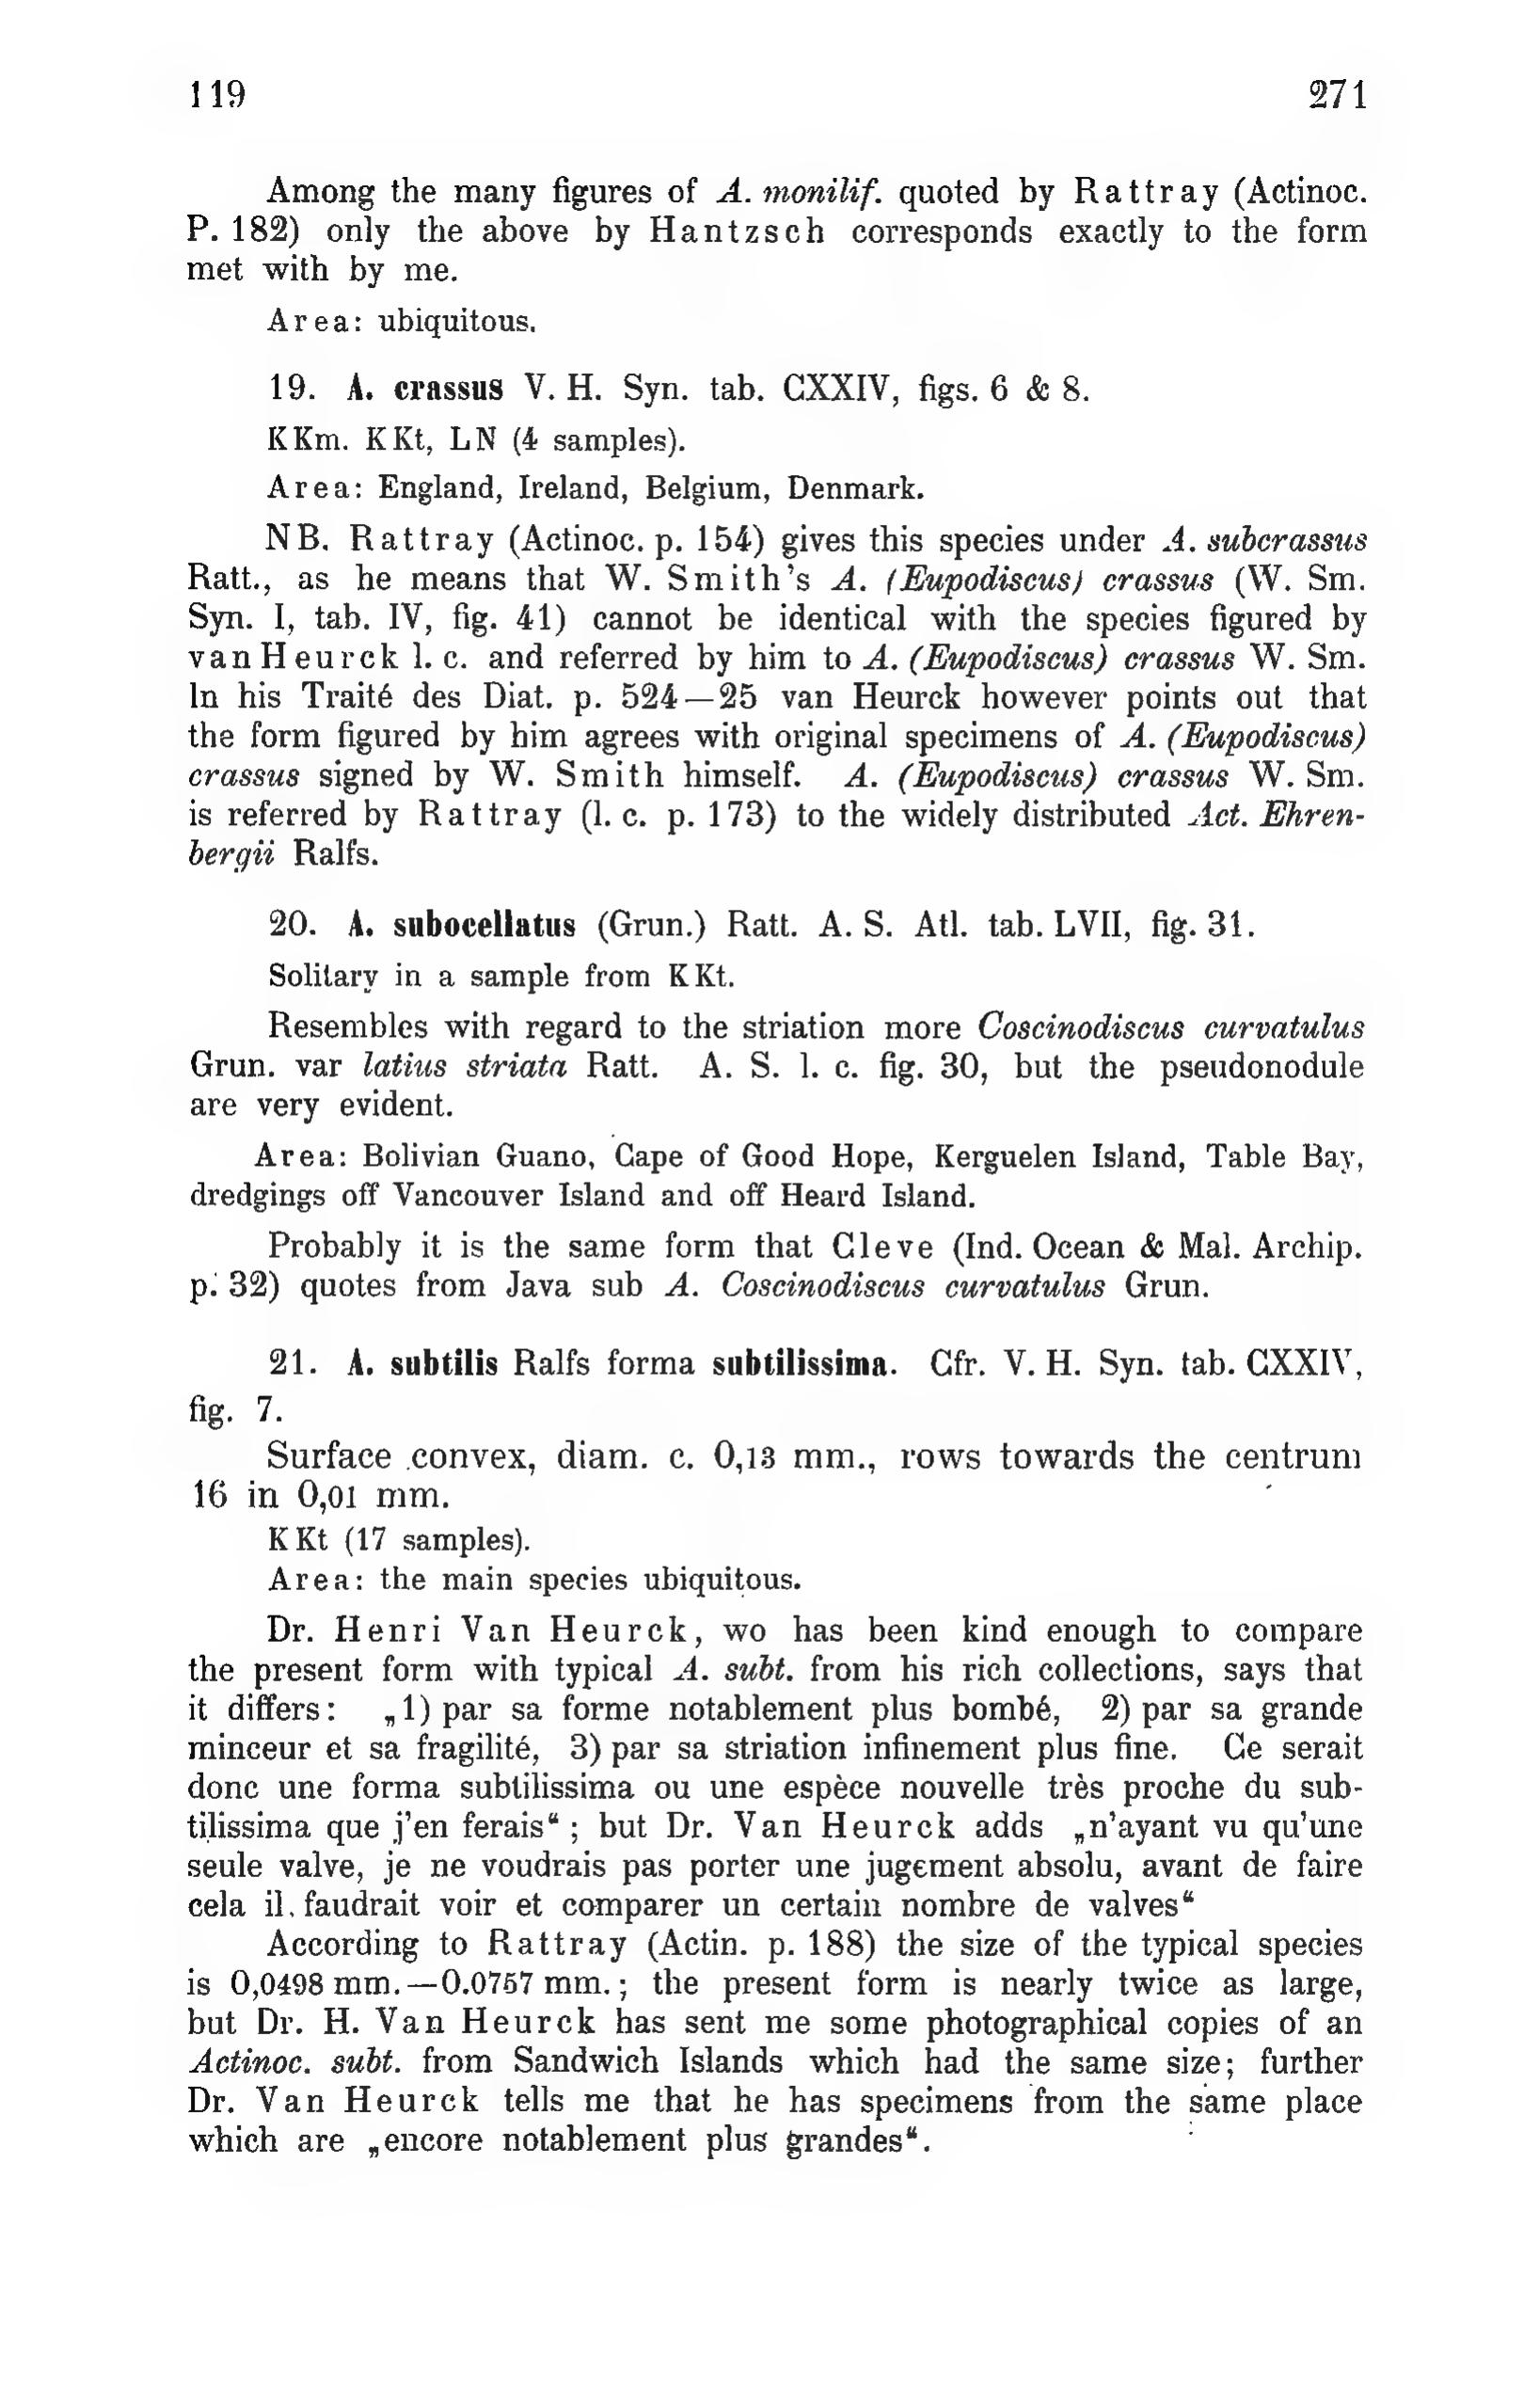 119 271
Among the many figures of A. monilif. quoted by Rattray (Actinoc.
P. 182) only the above by Hantzsch corresponds exactly to the form
met with by me.
Area: ubiquitous.
19. A. crassus V. H. Syn. tab. CXXIV, figs. 6 & 8.
KKm. KKt, LN (4 samples).
Area: England, Ireland, Belgium, Denmark.
NB. Rattray (Actinoc. p. 154) gives this species under A. subcrassus
Ratt., as he means that W. Smith's A. (Eupodiscus) crassus (W. Sm.
Syn. I, tab. IV, fig. 41) cannot be identical with the species figured by
van Heurck l. c. and referred by him to A. (Eupodiscus) crassus W. Sm.
In his Traité des Diat. p. 524—25 van Heurck however points out that
the form figured by him agrees with original specimens of A. (Eupodiscus)
crassus signed by W. Smith himself. A. (Eupodiscus) crassus W. Sm.
is referred by Rattray (l. c. p. 173) to the widely distributed Act. Ehren-
bergii Ralfs.
20. A. subocellatus (Grun.) Ratt. A. S. Atl. tab. LVII, fig. 31.
Solitary in a sample from KKt.
Resembles with regard to the striation more Coscinodiscus curvatulus
Grun. var latius striata Ratt. A. S. l. c. fig. 30, but the pseudonodule
are very evident.
Area: Bolivian Guano, Cape of Good Hope, Kerguelen Island, Table Bay,
dredgings off Vancouver Island and off Heard Island.
Probably it is the same form that Cleve (Ind. Ocean & Mal. Archip.
p. 32) quotes from Java sub A. Coscinodiscus curvatulus Grun.
21. A. subtilis Ralfs forma subtilissima. Cfr. V. H. Syn. tab. CXXIV,
fig. 7.
Surface convex, diam. c. 0,13 mm., rows towards the centrum
16 in 0,01 mm.
KKt (17 samples).
Area: the main species ubiquitous.
Dr. Henri Van Heurck, wo has been kind enough to compare
the present form with typical A. subt. from his rich collections, says that
it differs: „1) par sa forme notablement plus bombé, 2) par sa grande
minceur et sa fragilité, 3) par sa striation infinement plus fine. Ce serait
donc une forma subtilissima ou une espèce nouvelle très proche du sub-
tilissima que j'en ferais“; but Dr. Van Heurck adds „n'ayant vu qu'une
seule valve, je ne voudrais pas porter une jugement absolu, avant de faire
cela il faudrait voir et comparer un certain nombre de valves“
According to Rattray (Actin. p. 188) the size of the typical species
is 0,0498 mm.—0.0757 mm.; the present form is nearly twice as large,
but Dr. H. Van Heurck has sent me some photographical copies of an
Actinoc. subt. from Sandwich Islands which had the same size; further
Dr. Van Heurck tells me that he has specimens from the same place
which are „encore notablement plus grandes“.